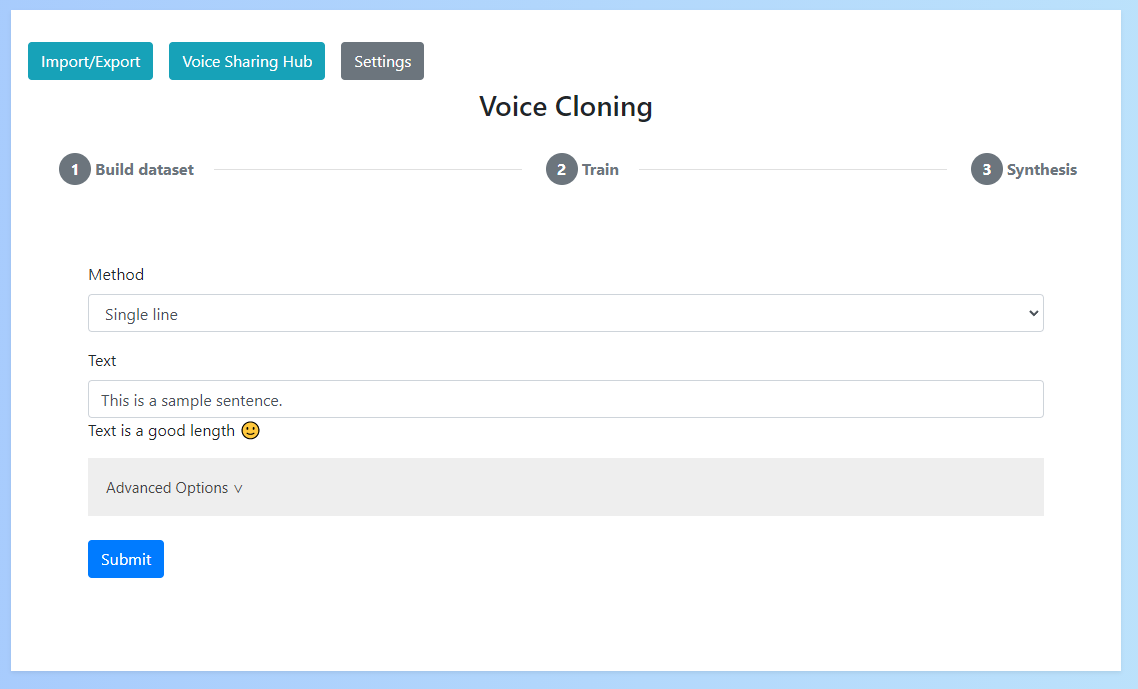 Import/Export Voice Sharing Hub Settings
Voice Cloning
1 Build dataset 2 Train 3 Synthesis
Method
Single line
Text
This is a sample sentence.
Text is a good length 🙂
Advanced Options ˅
Submit